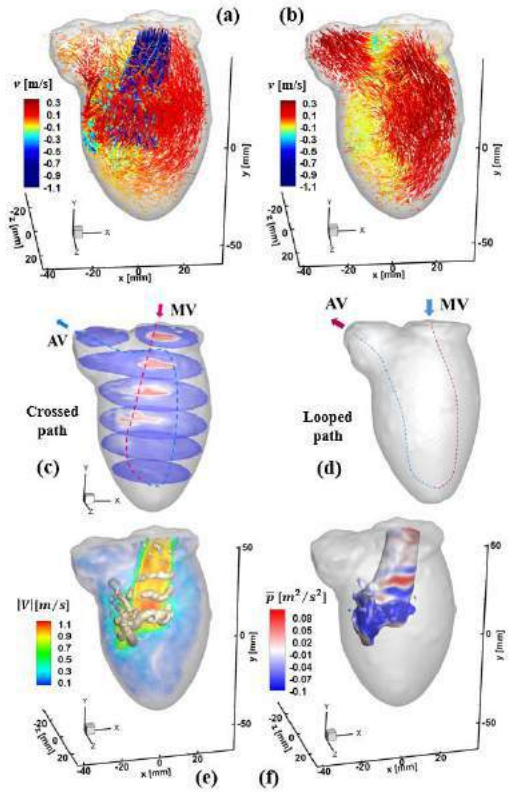 (a)
(b)
v [m/s]
0.3
0.1
-0.1
-0.3
-0.5
-0.7
-0.9
-1.1
v [m/s]
0.3
0.1
-0.1
-0.3
-0.5
-0.7
-0.9
-1.1
0
y [mm]
-50
0
y [mm]
-50
Y
X
Z
Y
X
Z
-20
0
20
z [mm]
-40
-20
0
20
x [mm]
-20
0
20
z [mm]
-40
-20
0
20
x [mm]
AV
MV
AV
MV
Crossed
path
Looped
path
(c)
(d)
Y
X
Z
|V|[m/s]
1.1
0.9
0.7
0.5
0.3
0.1
p̅ [m²/s²]
0.08
0.04
-0.01
-0.04
-0.07
-0.1
50
y [mm]
0
-50
50
y [mm]
0
50
Y
X
Z
Y
X
Z
-20
0
20
z [mm]
-40
-20
0
20
x [mm]
-20
0
20
z [mm]
-40
-20
0
20
x [mm]
(e)
(f)